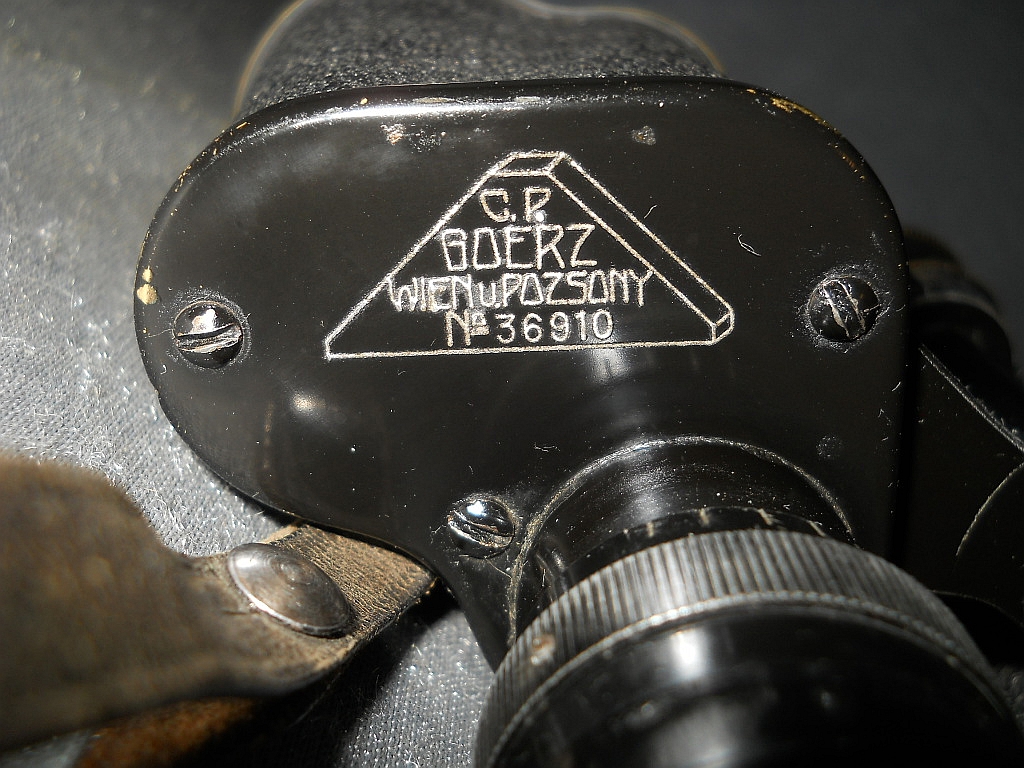 C.P.
GOERZ
WIEN u. POZSONY
No 36910